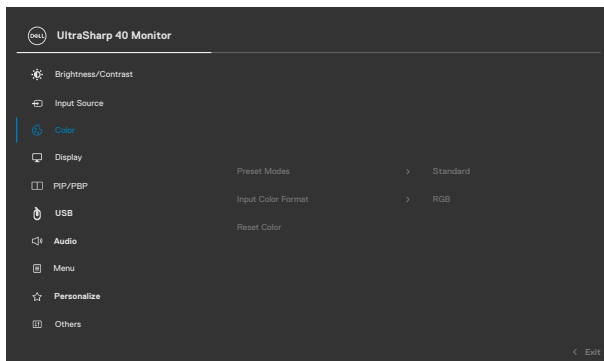 DELL UltraSharp 40 Monitor
Brightness/Contrast
Input Source
Color
Display
Preset Modes > Standard
PIP/PBP
Input Color Format > RGB
USB
Reset Color
Audio
Menu
Personalize
Others
< Exit